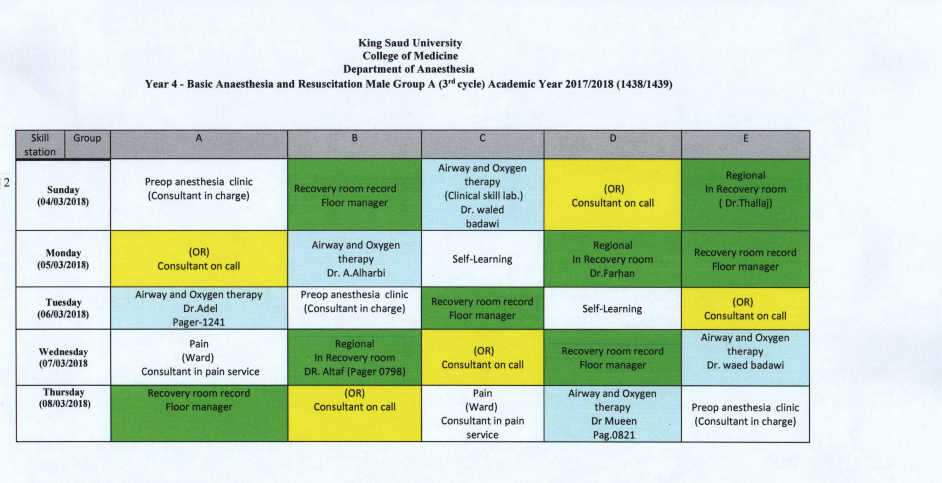 King Saud University
College of Medicine
Department of Anaesthesia
Year 4 - Basic Anaesthesia and Resuscitation Male Group A (3rd cycle) Academic Year 2017/2018 (1438/1439)
Skill station
Group
A
B
C
D
E
2
Sunday
(04/03/2018)
Preop anesthesia clinic
(Consultant in charge)
Recovery room record
Floor manager
Airway and Oxygen
therapy
(Clinical skill lab.)
Dr. waled
badawi
(OR)
Consultant on call
Regional
In Recovery room
( Dr.Thallaj)
Monday
(05/03/2018)
(OR)
Consultant on call
Airway and Oxygen
therapy
Dr. A.Alharbi
Self-Learning
Regional
In Recovery room
Dr.Farhan
Recovery room record
Floor manager
Tuesday
(06/03/2018)
Airway and Oxygen therapy
Dr.Adel
Pager-1241
Preop anesthesia clinic
(Consultant in charge)
Recovery room record
Floor manager
Self-Learning
(OR)
Consultant on call
Wednesday
(07/03/2018
Pain
(Ward)
Consultant in pain service
Regional
In Recovery room
DR. Altaf (Pager 0798)
(OR)
Consultant on call
Recovery room record
Floor manager
Airway and Oxygen
therapy
Dr. waed badawi
Thursday
(08/03/2018)
Recovery room record
Floor manager
(OR)
Consultant on call
Pain
(Ward)
Consultant in pain
service
Airway and Oxygen
therapy
Dr Mueen
Pag.0821
Preop anesthesia clinic
(Consultant in charge)